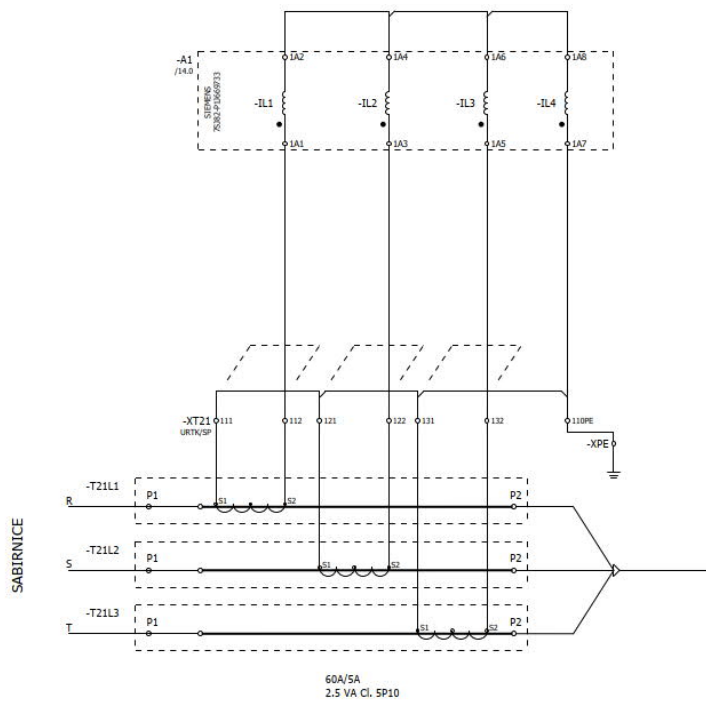 1A2
1A4
1A6
1A8
-A1
/14.0
SIEMENS
7SJ82-P1J669733
-IL1
-IL2
-IL3
-IL4
1A1
1A3
1A5
1A7
-XT21
URTK/SP
111
112
121
122
131
132
110PE
-XPE
SABIRNICE
-T21L1
R
P1
S1
S2
P2
-T21L2
S
P1
S1
S2
P2
-T21L3
T
P1
S1
S2
P2
60A/5A
2.5 VA Cl. 5P10